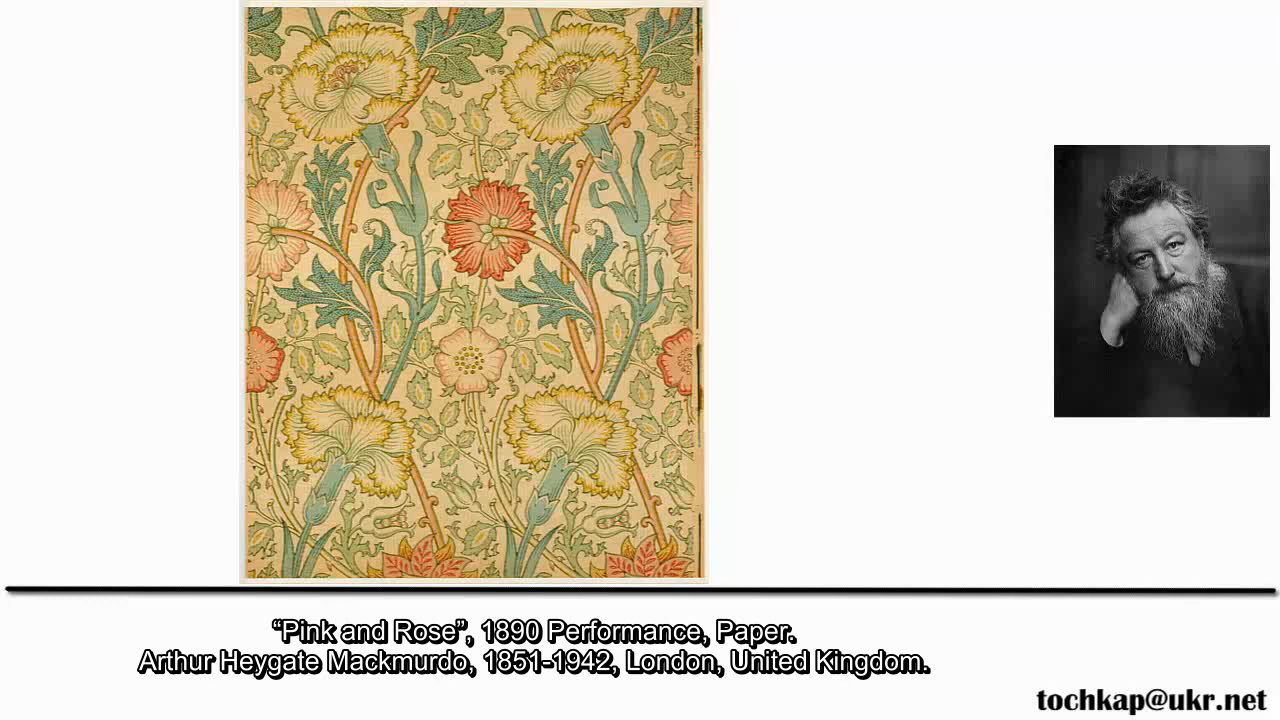 “Pink and Rose”, 1890 Performance, Paper.
Arthur Heygate Mackmurdo, 1851-1942, London, United Kingdom.
tochkap@ukr.net